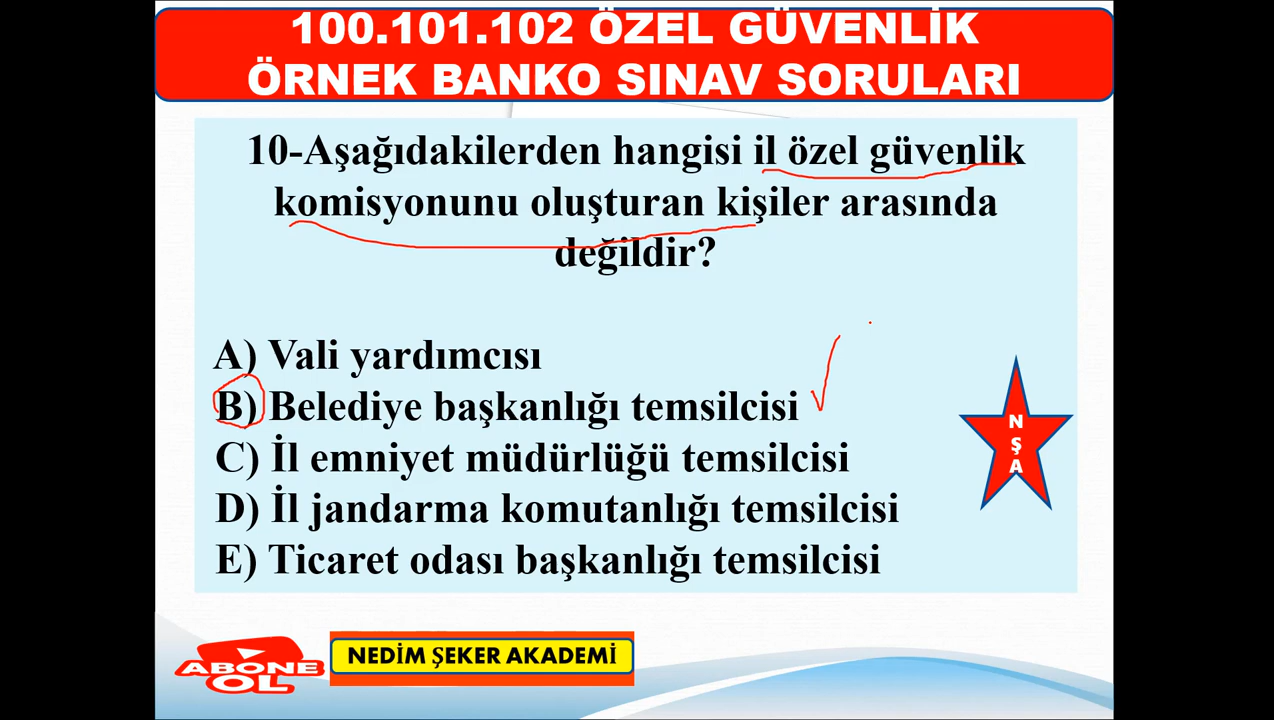 100.101.102 ÖZEL GÜVENLİK
ÖRNEK BANKO SINAV SORULARI
10-Aşağıdakilerden hangisi il özel güvenlik
komisyonunu oluşturan kişiler arasında
değildir?
A) Vali yardımcısı
B) Belediye başkanlığı temsilcisi
C) İl emniyet müdürlüğü temsilcisi
D) İl jandarma komutanlığı temsilcisi
E) Ticaret odası başkanlığı temsilcisi
N
Ş
A
ABONE
OL
NEDİM ŞEKER AKADEMİ